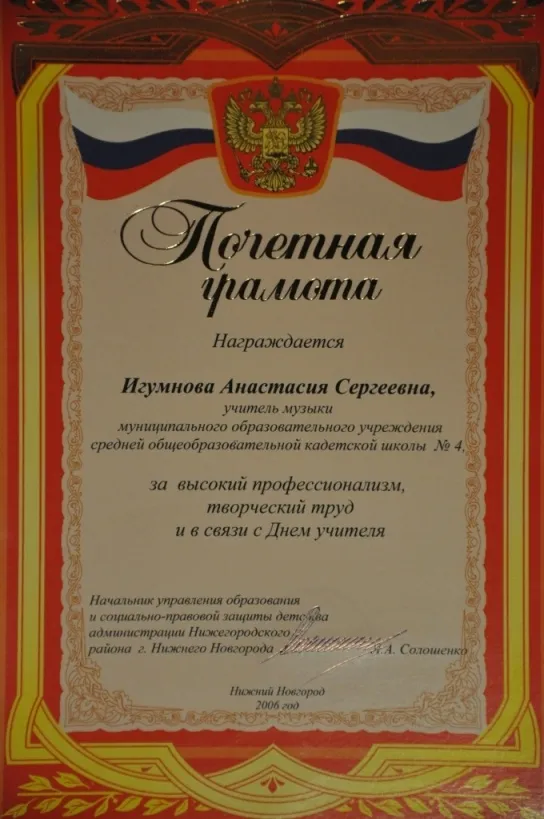 Почетная
грамота
Награждается
Игумнова Анастасия Сергеевна,
учитель музыки
муниципального образовательного учреждения
средней общеобразовательной кадетской школы № 4,
за высокий профессионализм,
творческий труд
и в связи с Днем учителя
Начальник управления образования
и социально-правовой защиты детства
администрации Нижегородского
района г. Нижнего Новгорода А. Солошенко
Нижний Новгород
2006 год